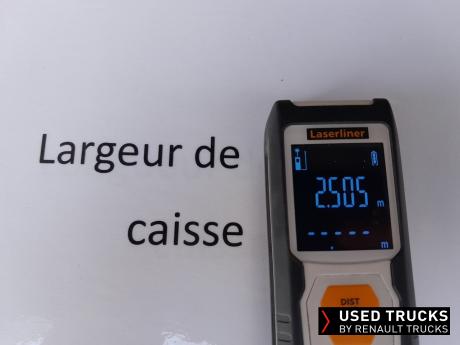 Largeur de
caisse
Laserliner
2.505 m
- - - - - m
DIST
USED TRUCKS
BY RENAULT TRUCKS